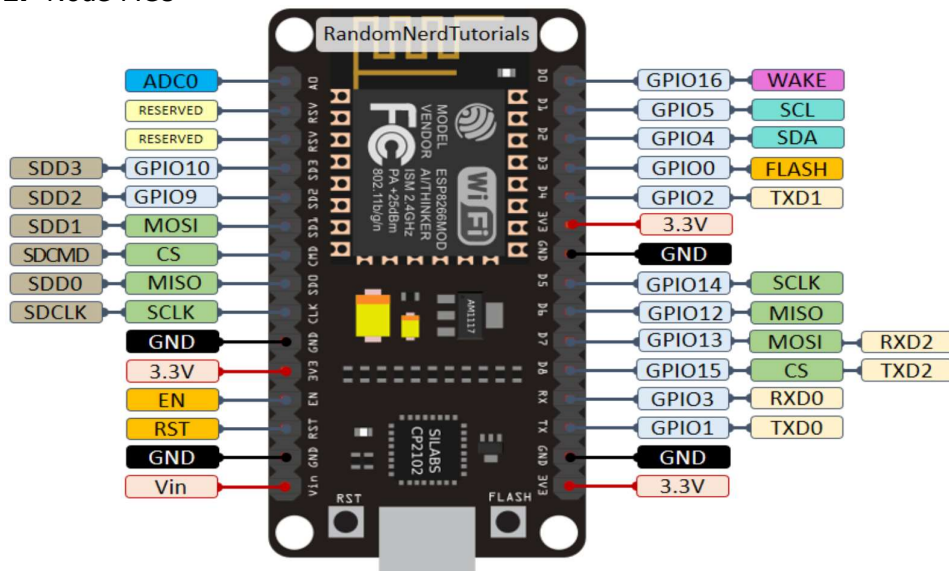 RandomNerdTutorials
ADC0 A0 D0 GPIO16 WAKE
RESERVED RSV D1 GPIO5 SCL
RESERVED RSV D2 GPIO4 SDA
SDD3 GPIO10 SD3 D3 GPIO0 FLASH
SDD2 GPIO9 SD2 D4 GPIO2 TXD1
SDD1 MOSI SD1 3V3 3.3V
SDCMD CS CMD GND GND
SDD0 MISO SD0 D5 GPIO14 SCLK
SDCLK SCLK CLK D6 GPIO12 MISO
GND GND D7 GPIO13 MOSI RXD2
3.3V 3V3 D8 GPIO15 CS TXD2
EN EN RX GPIO3 RXD0
RST RST TX GPIO1 TXD0
GND GND GND GND
Vin Vin 3V3 3.3V
WiFi
MODEL ESP8266MOD
VENDOR AI/THINKER
ISM 2.4GHz
PA +25dBm
802.11b/g/n
FC
AM1117
SILABS
CP2102
RST
FLASH